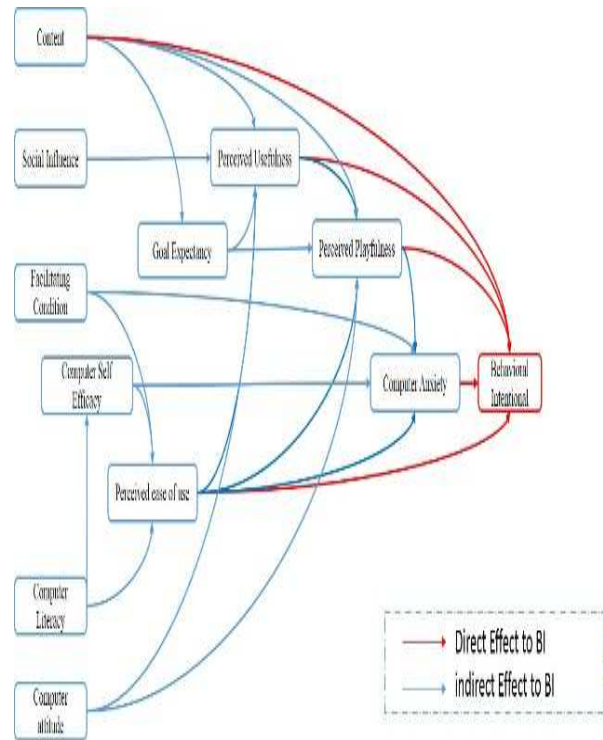 Content
Social Influence
Perceived Usefulness
Goal Expectancy
Perceived Playfulness
Facilitating
Condition
Computer Self
Efficacy
Computer Anxiety
Behavioral
Intentional
Perceived ease of use
Computer
Literacy
Computer
attitude
Direct Effect to BI
indirect Effect to BI